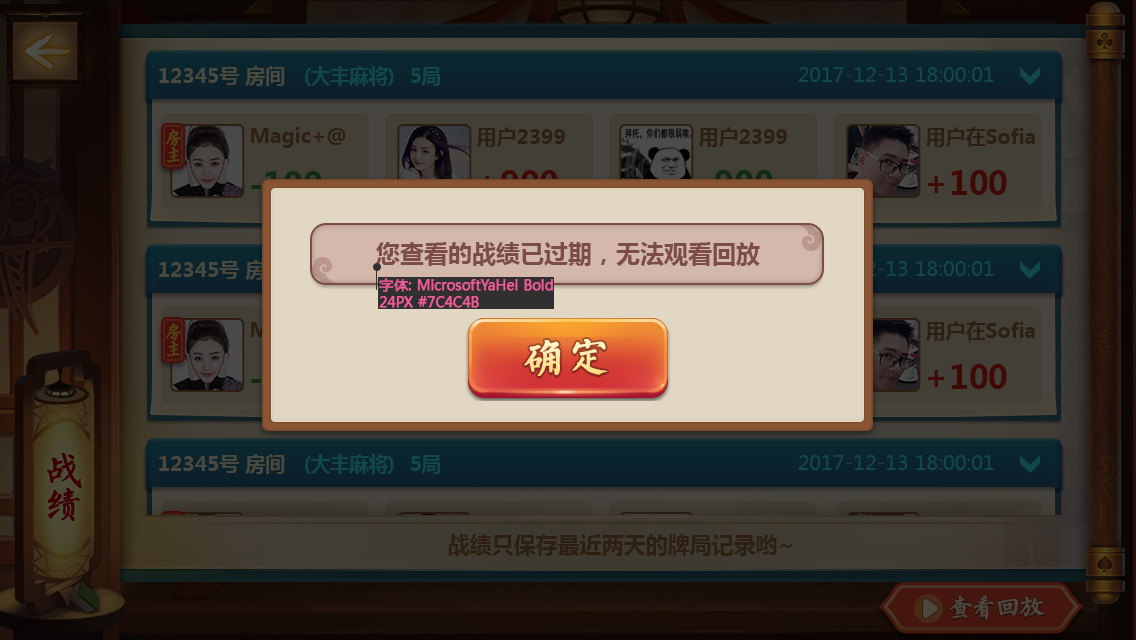 12345号 房间 (大丰麻将) 5局 2017-12-13 18:00:01
房主 Magic+@ 用户2399 用户2399 用户在Sofia
拜托,你们都很弱唉
+100
您查看的战绩已过期，无法观看回放
字体: MicrosoftYaHei Bold
24PX #7C4C4B
确定
12345号 房
-13 18:00:01
房主 用户在Sofia
+100
12345号 房间 (大丰麻将) 5局 2017-12-13 18:00:01
战绩
战绩只保存最近两天的牌局记录哟~
查看回放